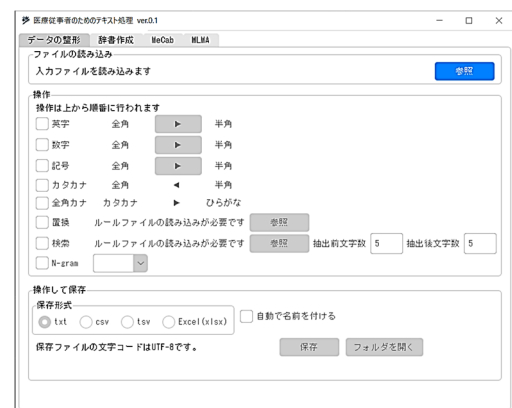 医療従事者のためのテキスト処理 ver.0.1
データの整形 辞書作成 MeCab MLMA
ファイルの読み込み
入力ファイルを読み込みます 参照
操作
操作は上から順番に行われます
英字 全角 ▶ 半角
数字 全角 ▶ 半角
記号 全角 ▶ 半角
カタカナ 全角 ◀ 半角
全角カナ カタカナ ▶ ひらがな
置換 ルールファイルの読み込みが必要です 参照
検索 ルールファイルの読み込みが必要です 参照 抽出前文字数 5 抽出後文字数 5
N-gram
操作して保存
保存形式
txt csv tsv Excel(xlsx) 自動で名前を付ける
保存ファイルの文字コードはUTF-8です。 保存 フォルダを開く